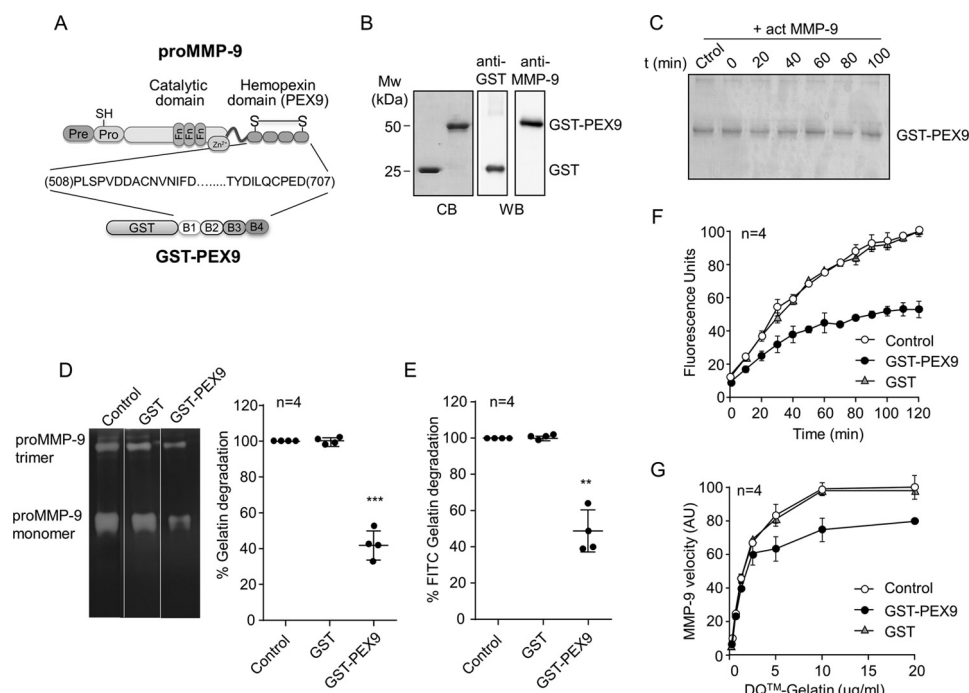 A
proMMP-9
Catalytic
domain
Hemopexin
domain (PEX9)
SH
S
S
Pre
Pro
Fn
Fn
Fn
Zn²⁺
(508)PLSPVDDACNVNIFD........TYDILQCPED(707)
GST
B1
B2
B3
B4
GST-PEX9
B
Mw
(kDa)
anti-
GST
anti-
MMP-9
50
25
GST-PEX9
GST
CB
WB
C
+ act MMP-9
t (min)
Ctrol
0
20
40
60
80
100
GST-PEX9
D
Control
GST
GST-PEX9
proMMP-9
trimer
proMMP-9
monomer
n=4
% Gelatin degradation
120
100
80
60
40
20
0
***
Control
GST
GST-PEX9
E
n=4
% FITC Gelatin degradation
120
100
80
60
40
20
0
**
Control
GST
GST-PEX9
F
n=4
Fluorescence Units
100
80
60
40
20
0
Control
GST-PEX9
GST
0
20
40
60
80
100
120
Time (min)
G
n=4
MMP-9 velocity (AU)
100
80
60
40
20
0
Control
GST-PEX9
GST
0
5
10
15
20
DQ™-Gelatin (µg/ml)